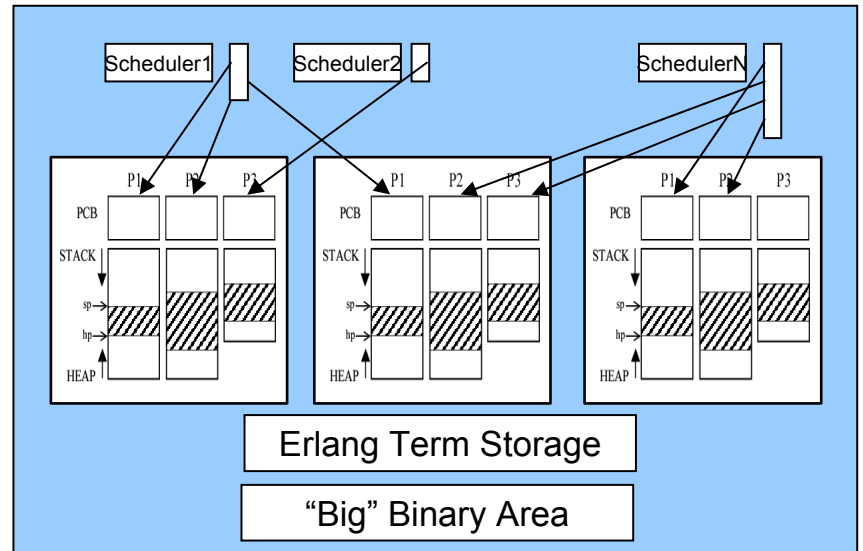 Scheduler1 Scheduler2 SchedulerN
P1 P2 P3 P1 P2 P3 P1 P2 P3
PCB PCB PCB
STACK STACK STACK
sp sp sp
hp hp hp
HEAP HEAP HEAP
Erlang Term Storage
“Big” Binary Area